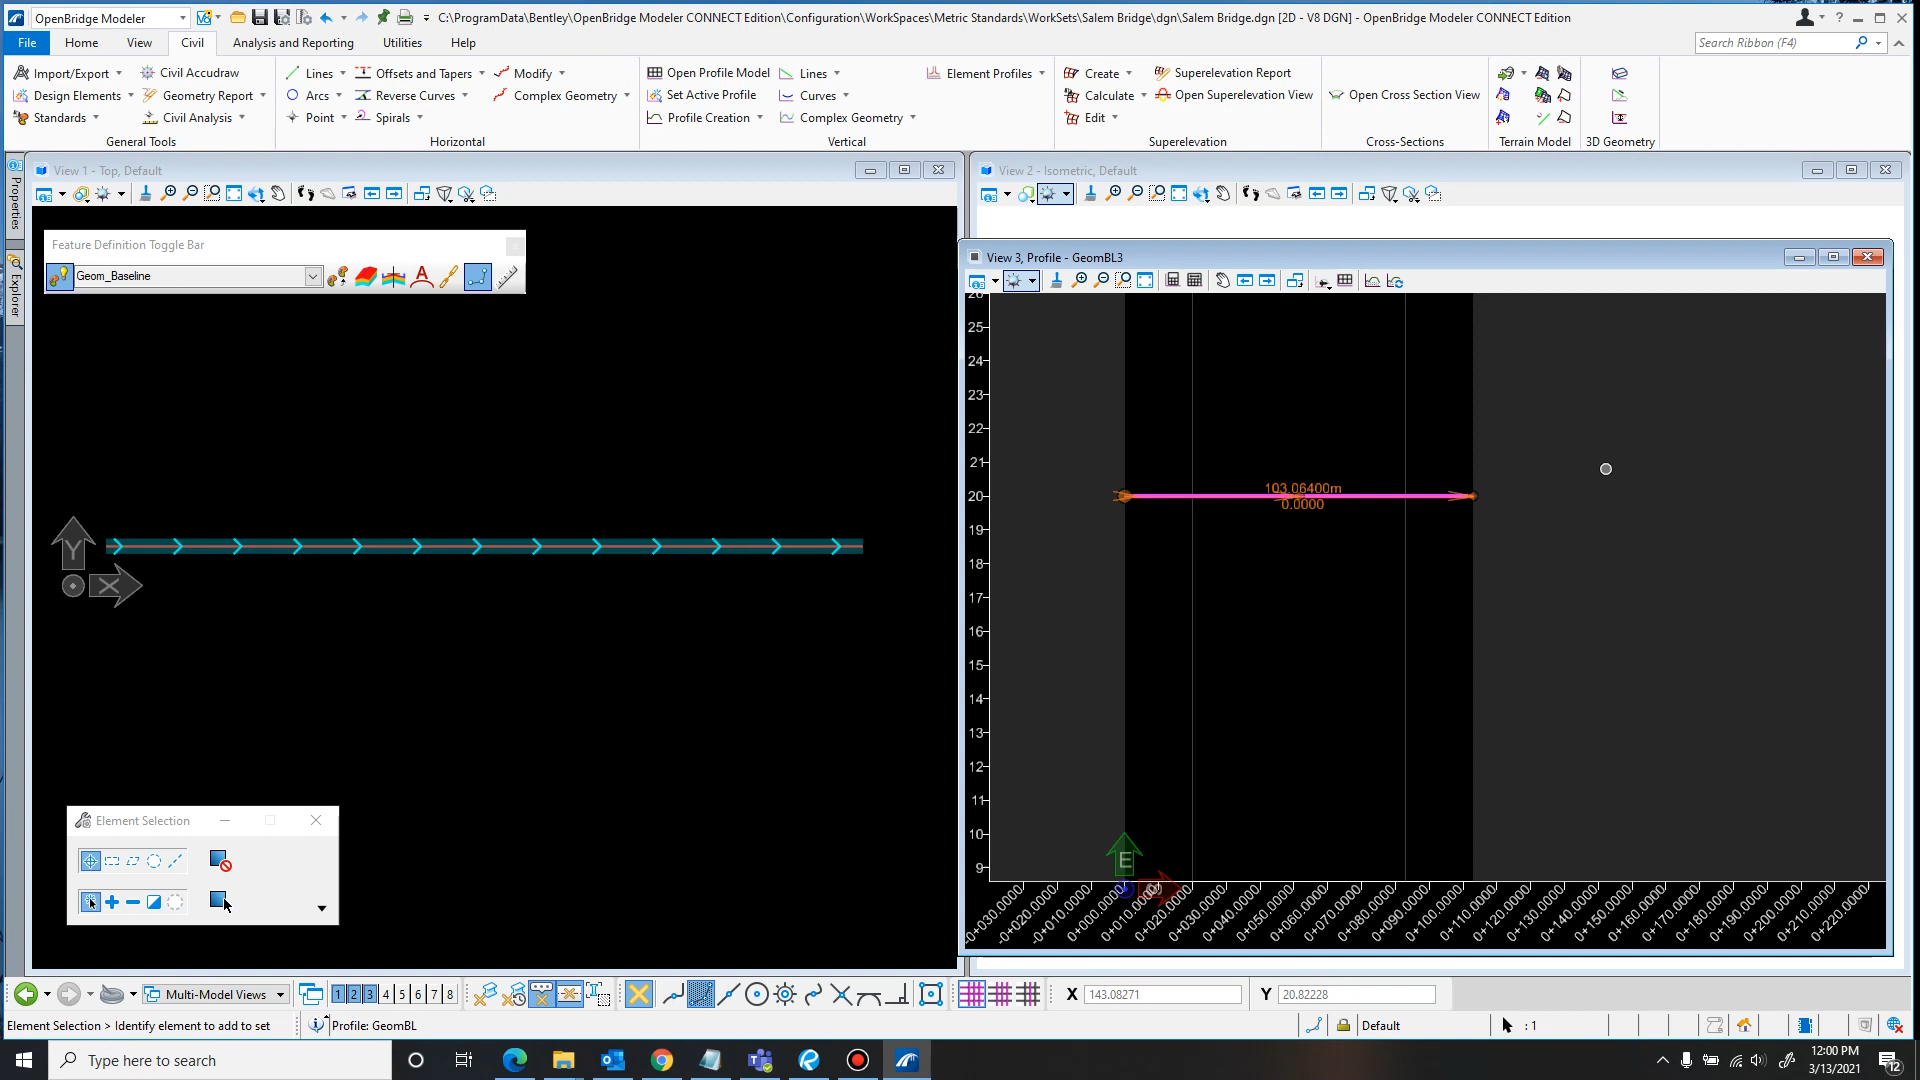 OpenBridge Modeler
C:\ProgramData\Bentley\OpenBridge Modeler CONNECT Edition\Configuration\WorkSpaces\Metric Standards\WorkSets\Salem Bridge\dgn\Salem Bridge.dgn [2D - V8 DGN] - OpenBridge Modeler CONNECT Edition
File
Home
View
Civil
Analysis and Reporting
Utilities
Help
Search Ribbon (F4)
Import/Export
Civil Accudraw
Lines
Offsets and Tapers
Modify
Open Profile Model
Lines
Element Profiles
Create
Superelevation Report
Design Elements
Geometry Report
Arcs
Reverse Curves
Complex Geometry
Set Active Profile
Curves
Calculate
Open Superelevation View
Open Cross Section View
Standards
Civil Analysis
Point
Spirals
Profile Creation
Complex Geometry
Edit
General Tools
Horizontal
Vertical
Superelevation
Cross-Sections
Terrain Model
3D Geometry
Properties
Explorer
View 1 - Top, Default
View 2 - Isometric, Default
Feature Definition Toggle Bar
Geom_Baseline
View 3, Profile - GeomBL3
26
25
24
23
22
21
20
19
18
17
16
15
14
13
12
11
10
9
103.06400m
0.0000
Y
X
E
-0+030.0000
-0+020.0000
-0+010.0000
0+000.0000
0+010.0000
0+020.0000
0+030.0000
0+040.0000
0+050.0000
0+060.0000
0+070.0000
0+080.0000
0+090.0000
0+100.0000
0+110.0000
0+120.0000
0+130.0000
0+140.0000
0+150.0000
0+160.0000
0+170.0000
0+180.0000
0+190.0000
0+200.0000
0+210.0000
0+220.0000
Element Selection
Multi-Model Views
1 2 3 4 5 6 7 8
X 143.08271
Y 20.82228
Element Selection > Identify element to add to set
Profile: GeomBL
Default
: 1
Type here to search
12:00 PM
3/13/2021
12